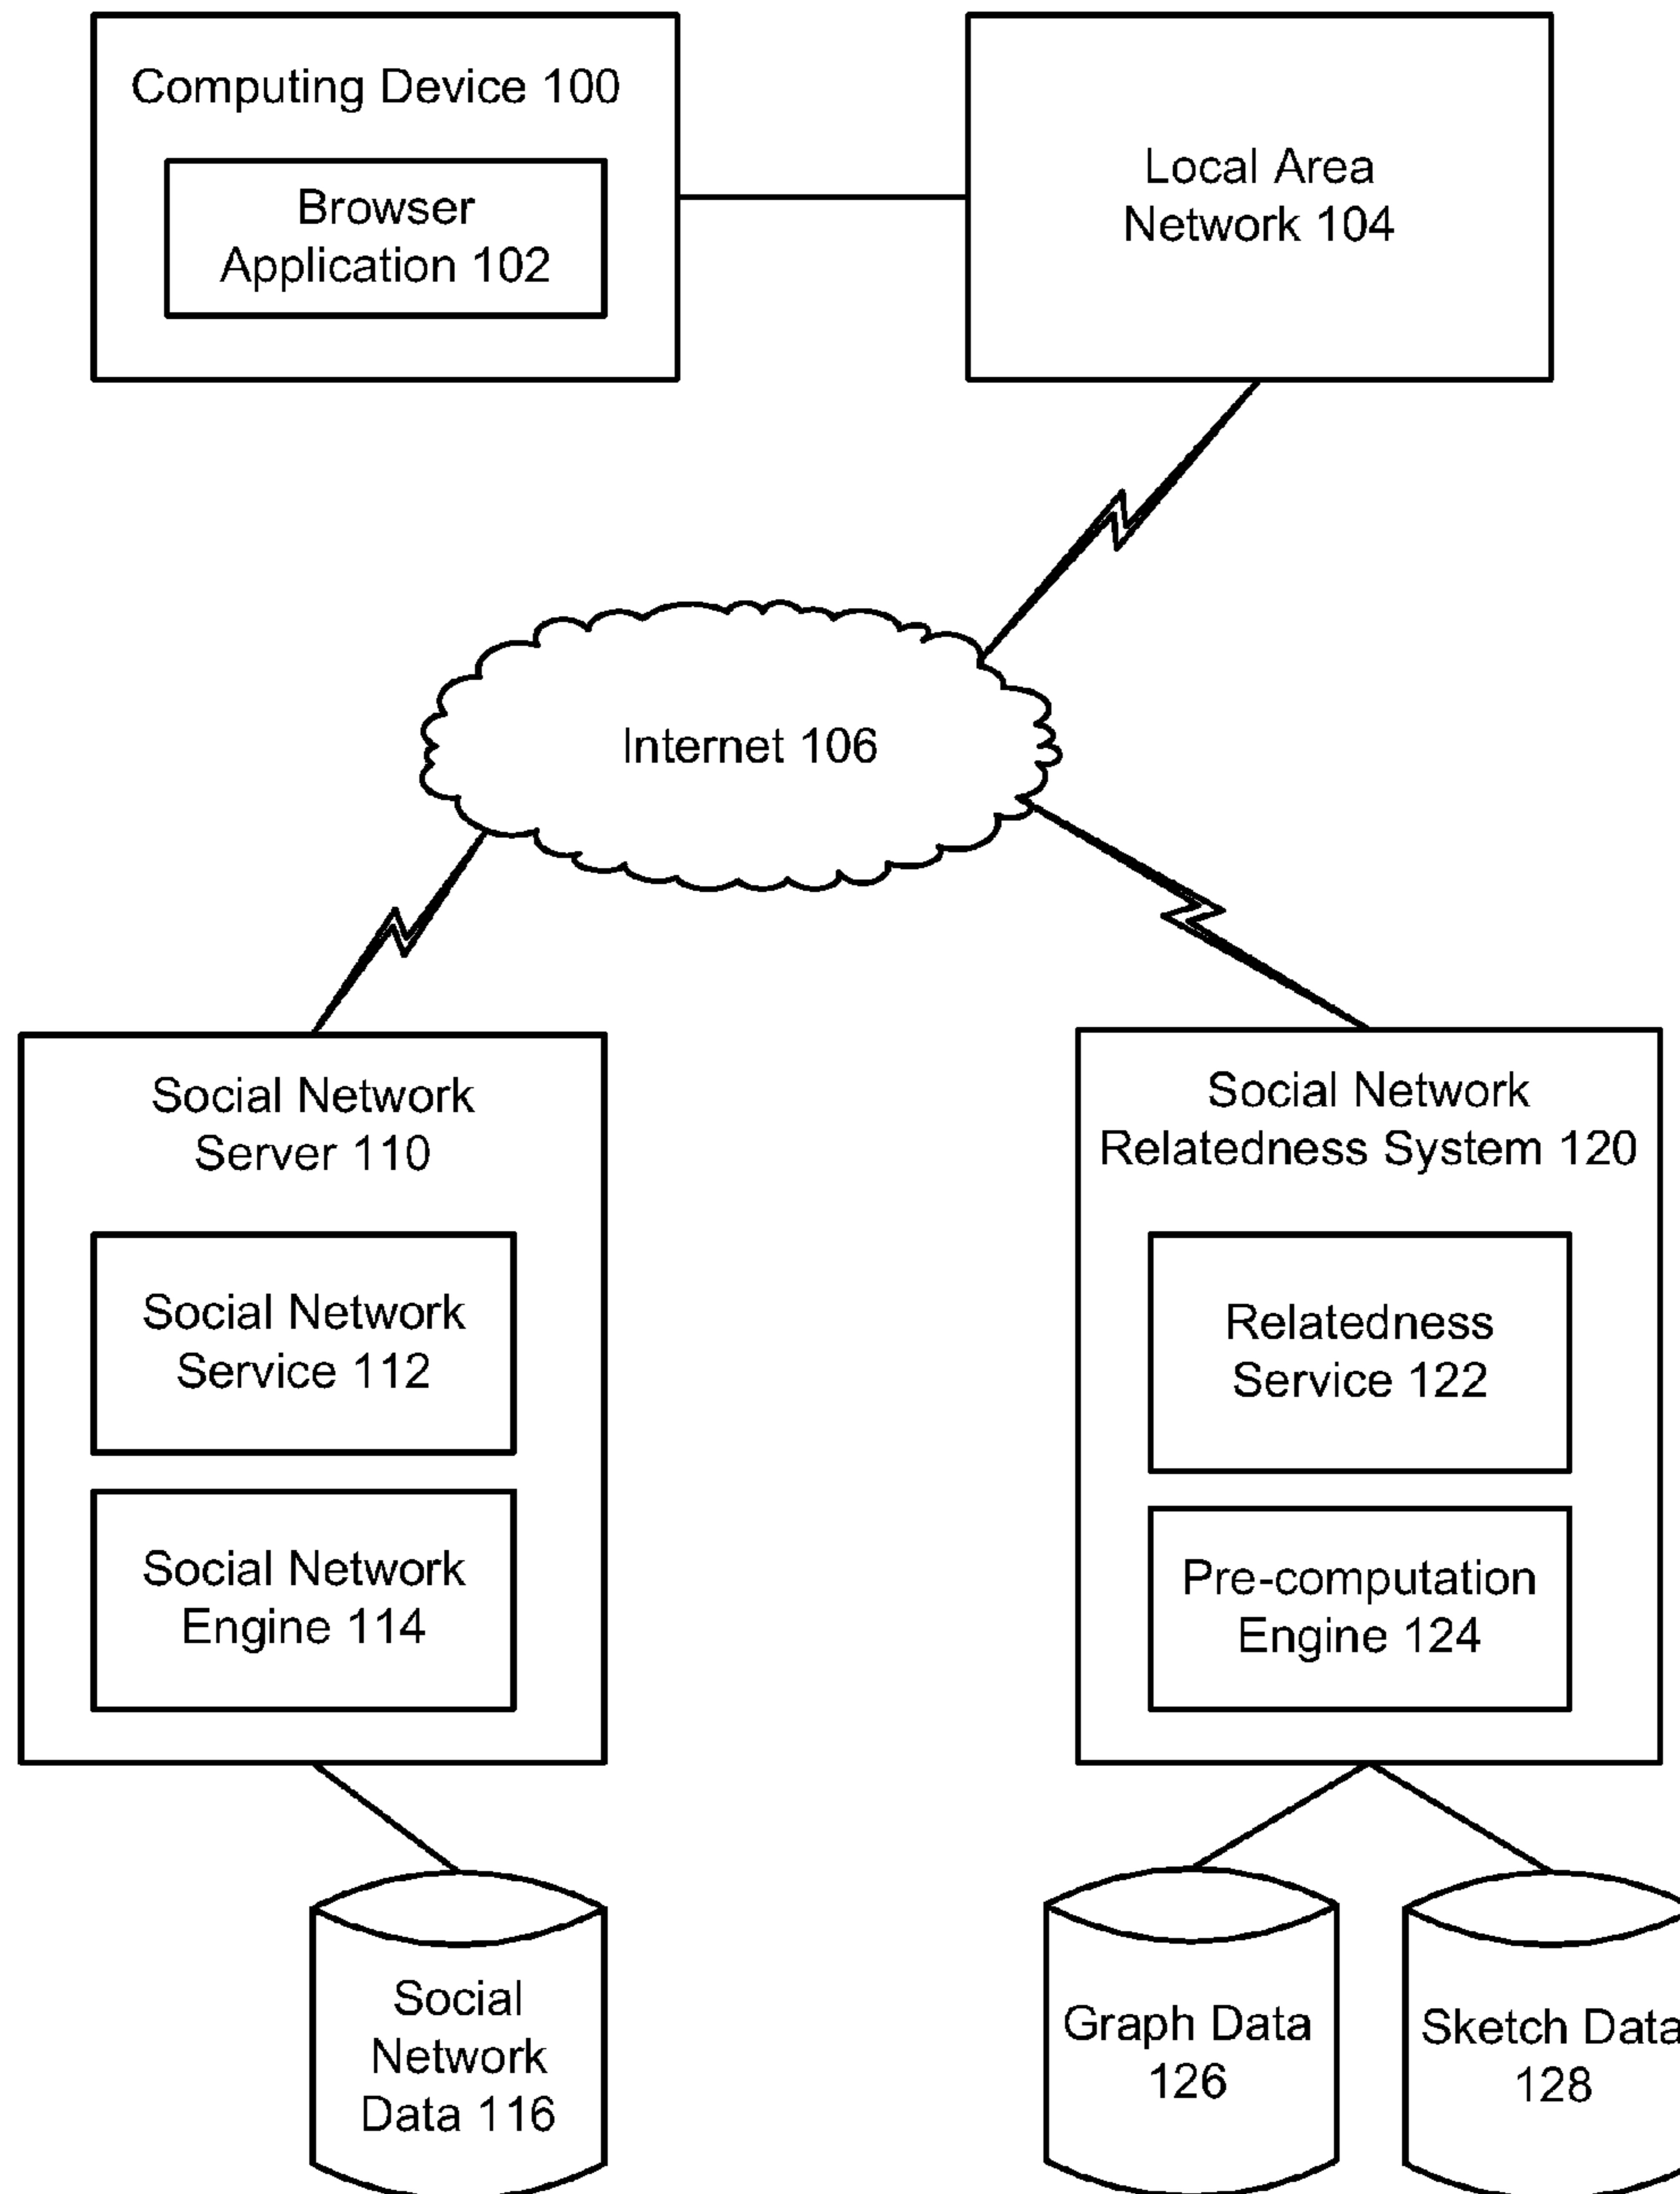 Computing Device 100
Browser
Application 102
Local Area
Network 104
Internet 106
Social Network
Server 110
Social Network
Service 112
Social Network
Engine 114
Social
Network
Data 116
Social Network
Relatedness System 120
Relatedness
Service 122
Pre-computation
Engine 124
Graph Data
126
Sketch Data
128